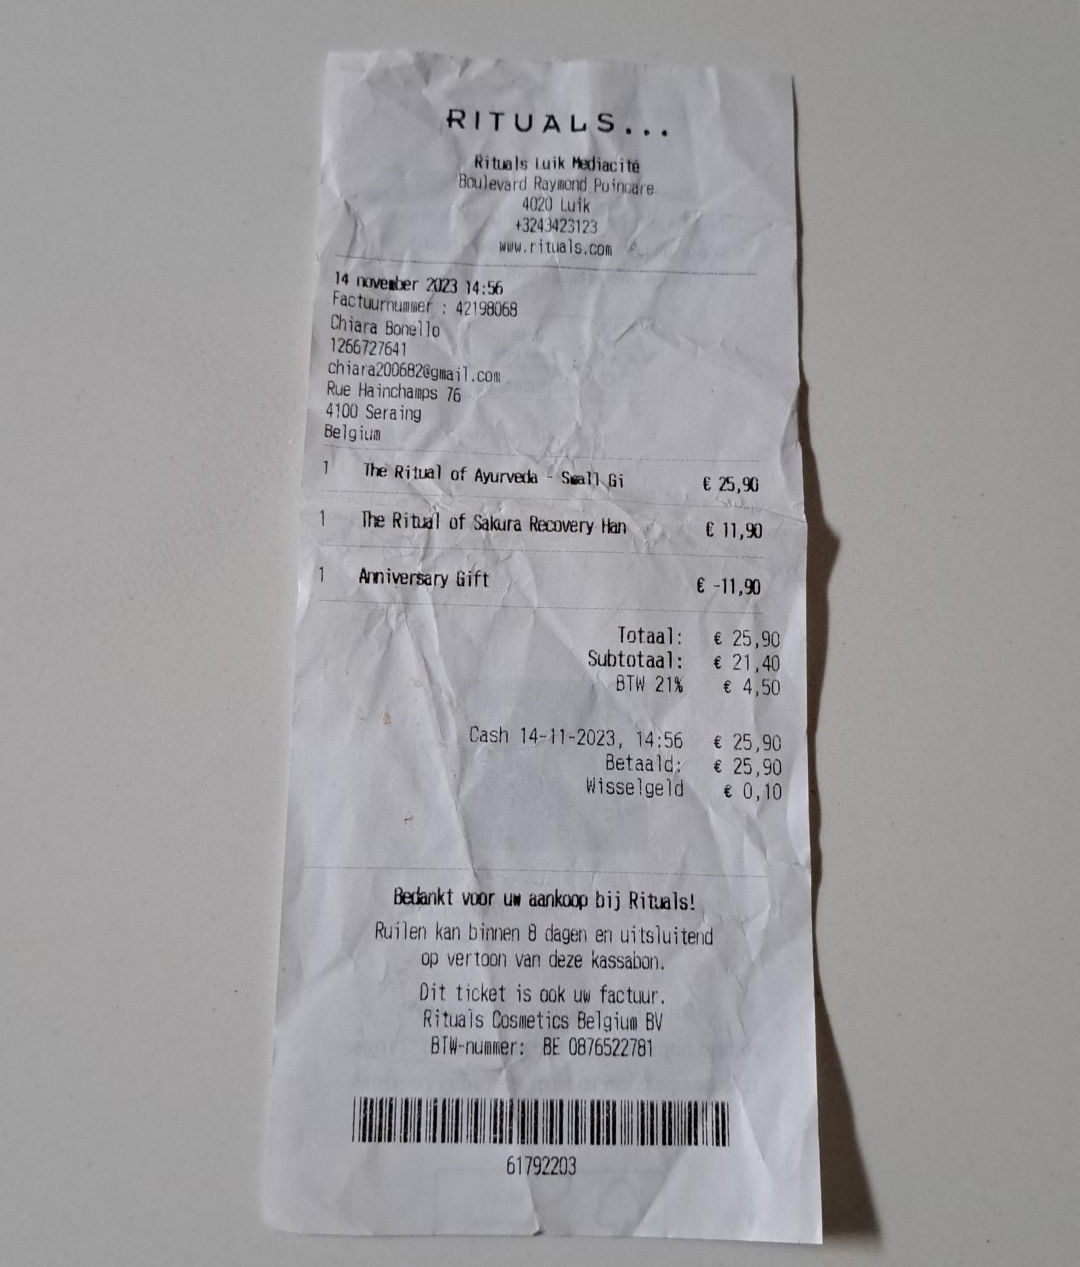 RITUALS...
Rituals Luik Mediacité
Boulevard Raymond Poincare
4020 Luik
+3243423123
www.rituals.com
14 november 2023 14:56
Factuurnummer : 42198068
Chiara Bonello
1266727641
chiara200682@gmail.com
Rue Hainchamps 76
4100 Seraing
Belgium
1 The Ritual of Ayurveda - Small Gi € 25,90
1 The Ritual of Sakura Recovery Han € 11,90
1 Anniversary Gift € -11,90
Totaal: € 25,90
Subtotaal: € 21,40
BTW 21% € 4,50
Cash 14-11-2023, 14:56 € 25,90
Betaald: € 25,90
Wisselgeld € 0,10
Bedankt voor uw aankoop bij Rituals!
Ruilen kan binnen 8 dagen en uitsluitend
op vertoon van deze kassabon.
Dit ticket is ook uw factuur.
Rituals Cosmetics Belgium BV
BTW-nummer: BE 0876522781
61792203